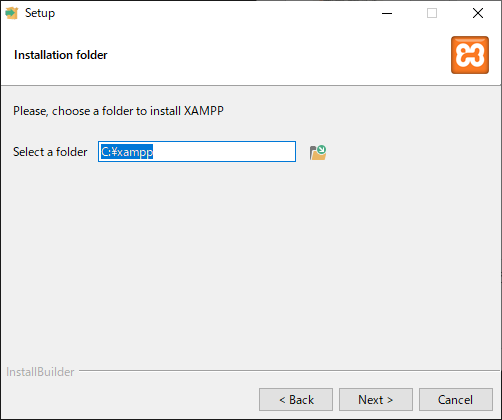 Setup
Installation folder
Please, choose a folder to install XAMPP
Select a folder C:¥xampp
InstallBuilder
< Back Next > Cancel